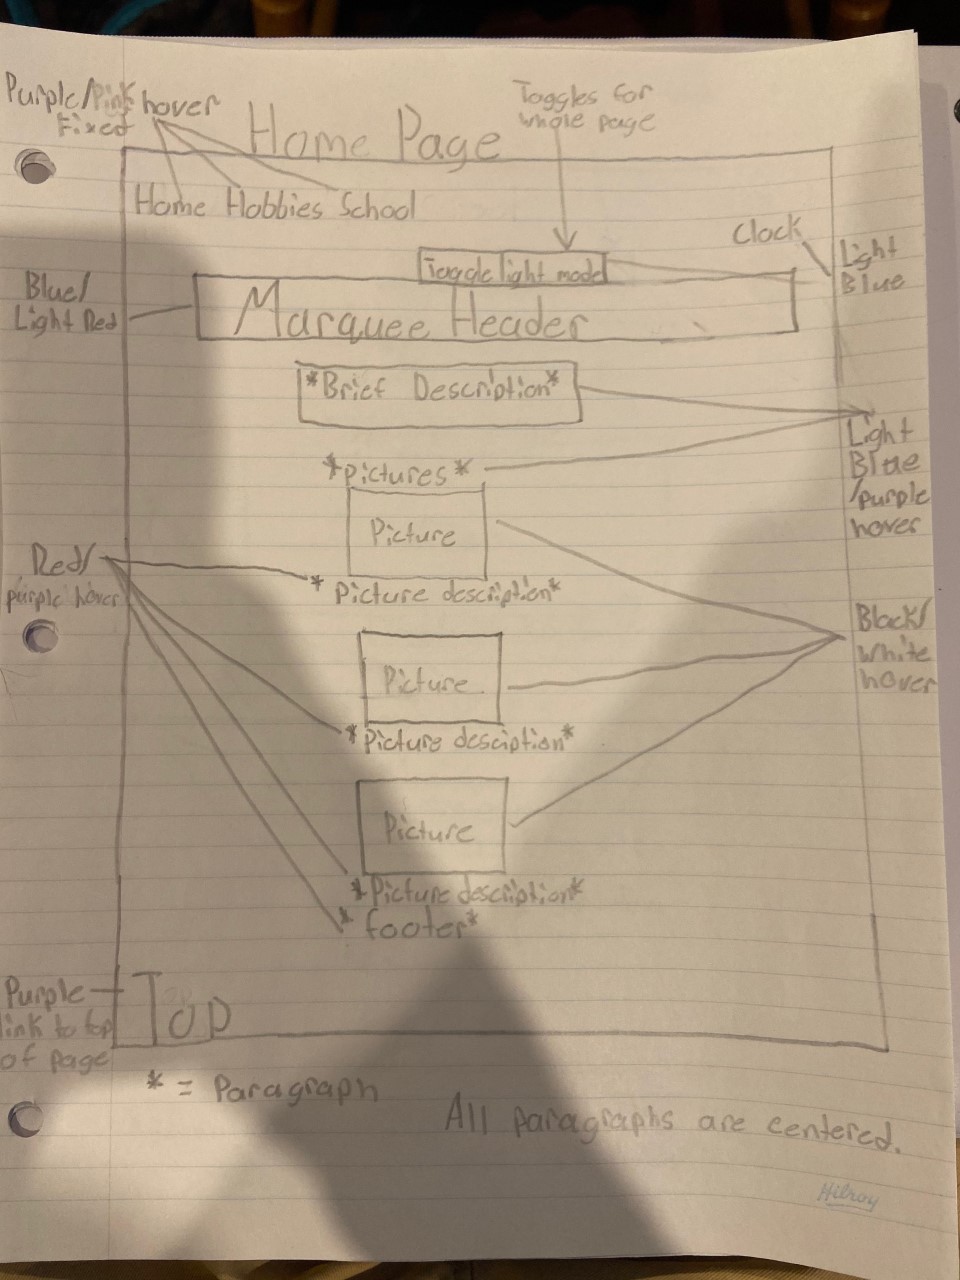 Purple/Pink hover
Fixed
Home Page
Toggles for
whole page
Home Hobbies School
Clock
Light
Blue
Toggle light mode
Blue/
Light Red
Marquee Header
*Brief Description*
Light
Blue
/purple
hover
*Pictures*
Picture
Red/
purple hover
* Picture description*
Black/
white
hover
Picture
*Picture desciption*
Picture
*Picture description*
* footer*
Purple
link to top
of page
Top
* = Paragraph
All paragraphs are centered.
Hilroy